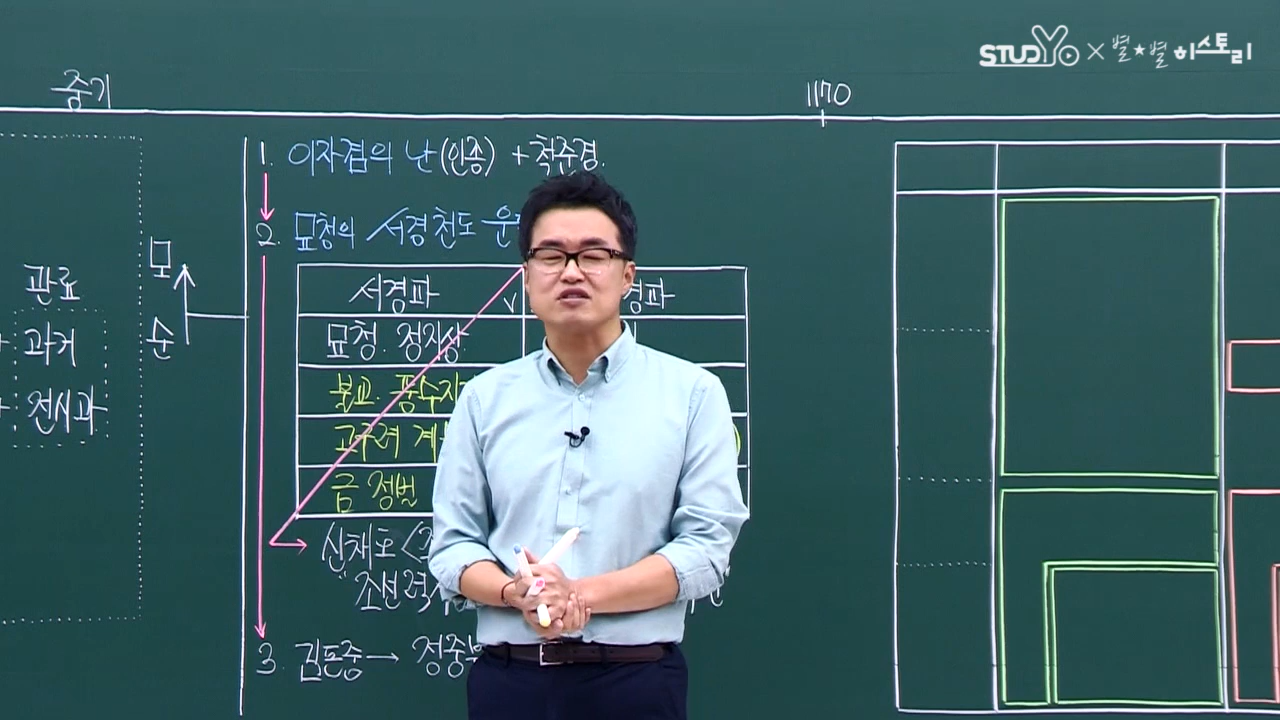 STUDYo × 별★별 히스토리
중기
1170
1. 이자겸의 난 (인종) + 척준경.
2. 묘청의 서경 천도 운
서경파 V 경파
묘청. 정지상
불교. 풍수지
고구려 계
금 정벌
신채호 <조
"조선 력
3. 김돈중 → 정중부
모
순
관료
과거
전시과